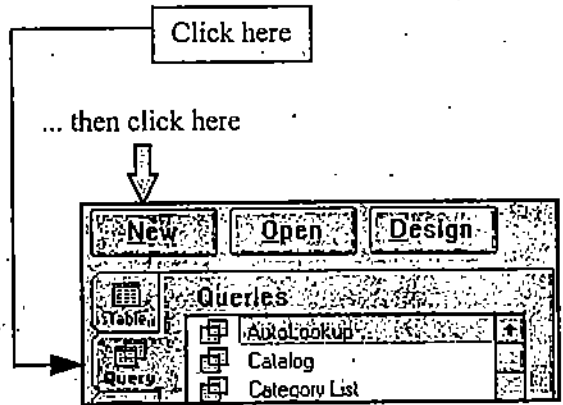 Click here
... then click here
New Open Design
Table Queries
AutoLookup
Catalog
Query
Category List